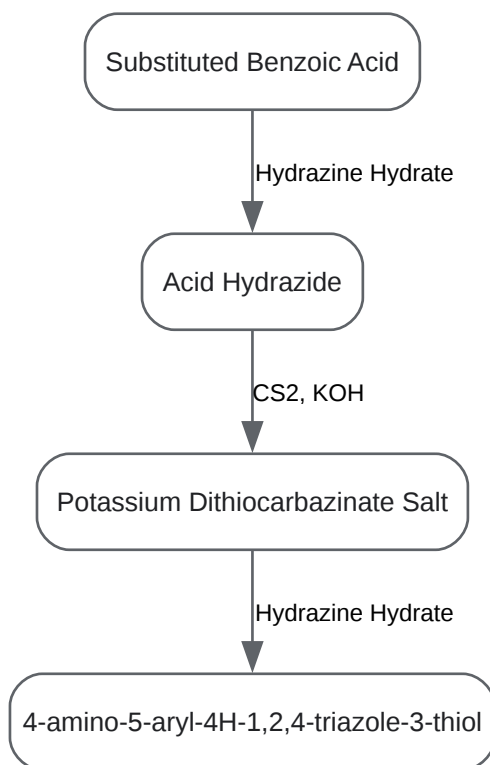 Substituted Benzoic Acid
Hydrazine Hydrate
Acid Hydrazide
CS2, KOH
Potassium Dithiocarbazinate Salt
Hydrazine Hydrate
4-amino-5-aryl-4H-1,2,4-triazole-3-thiol